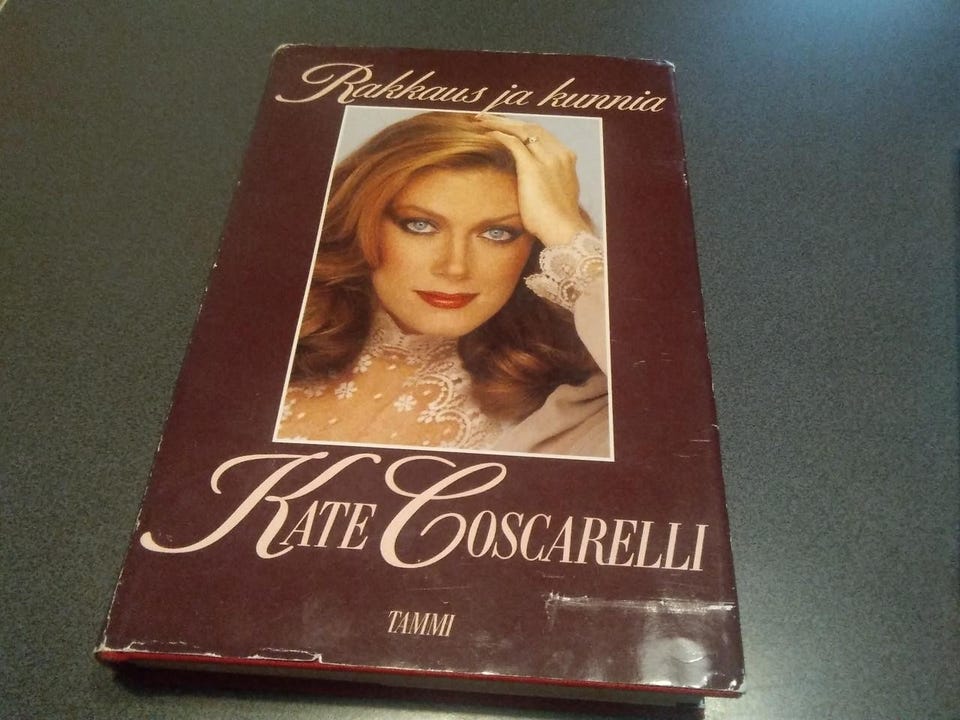 Rakkaus ja kunnia
KATE COSCARELLI
TAMMI